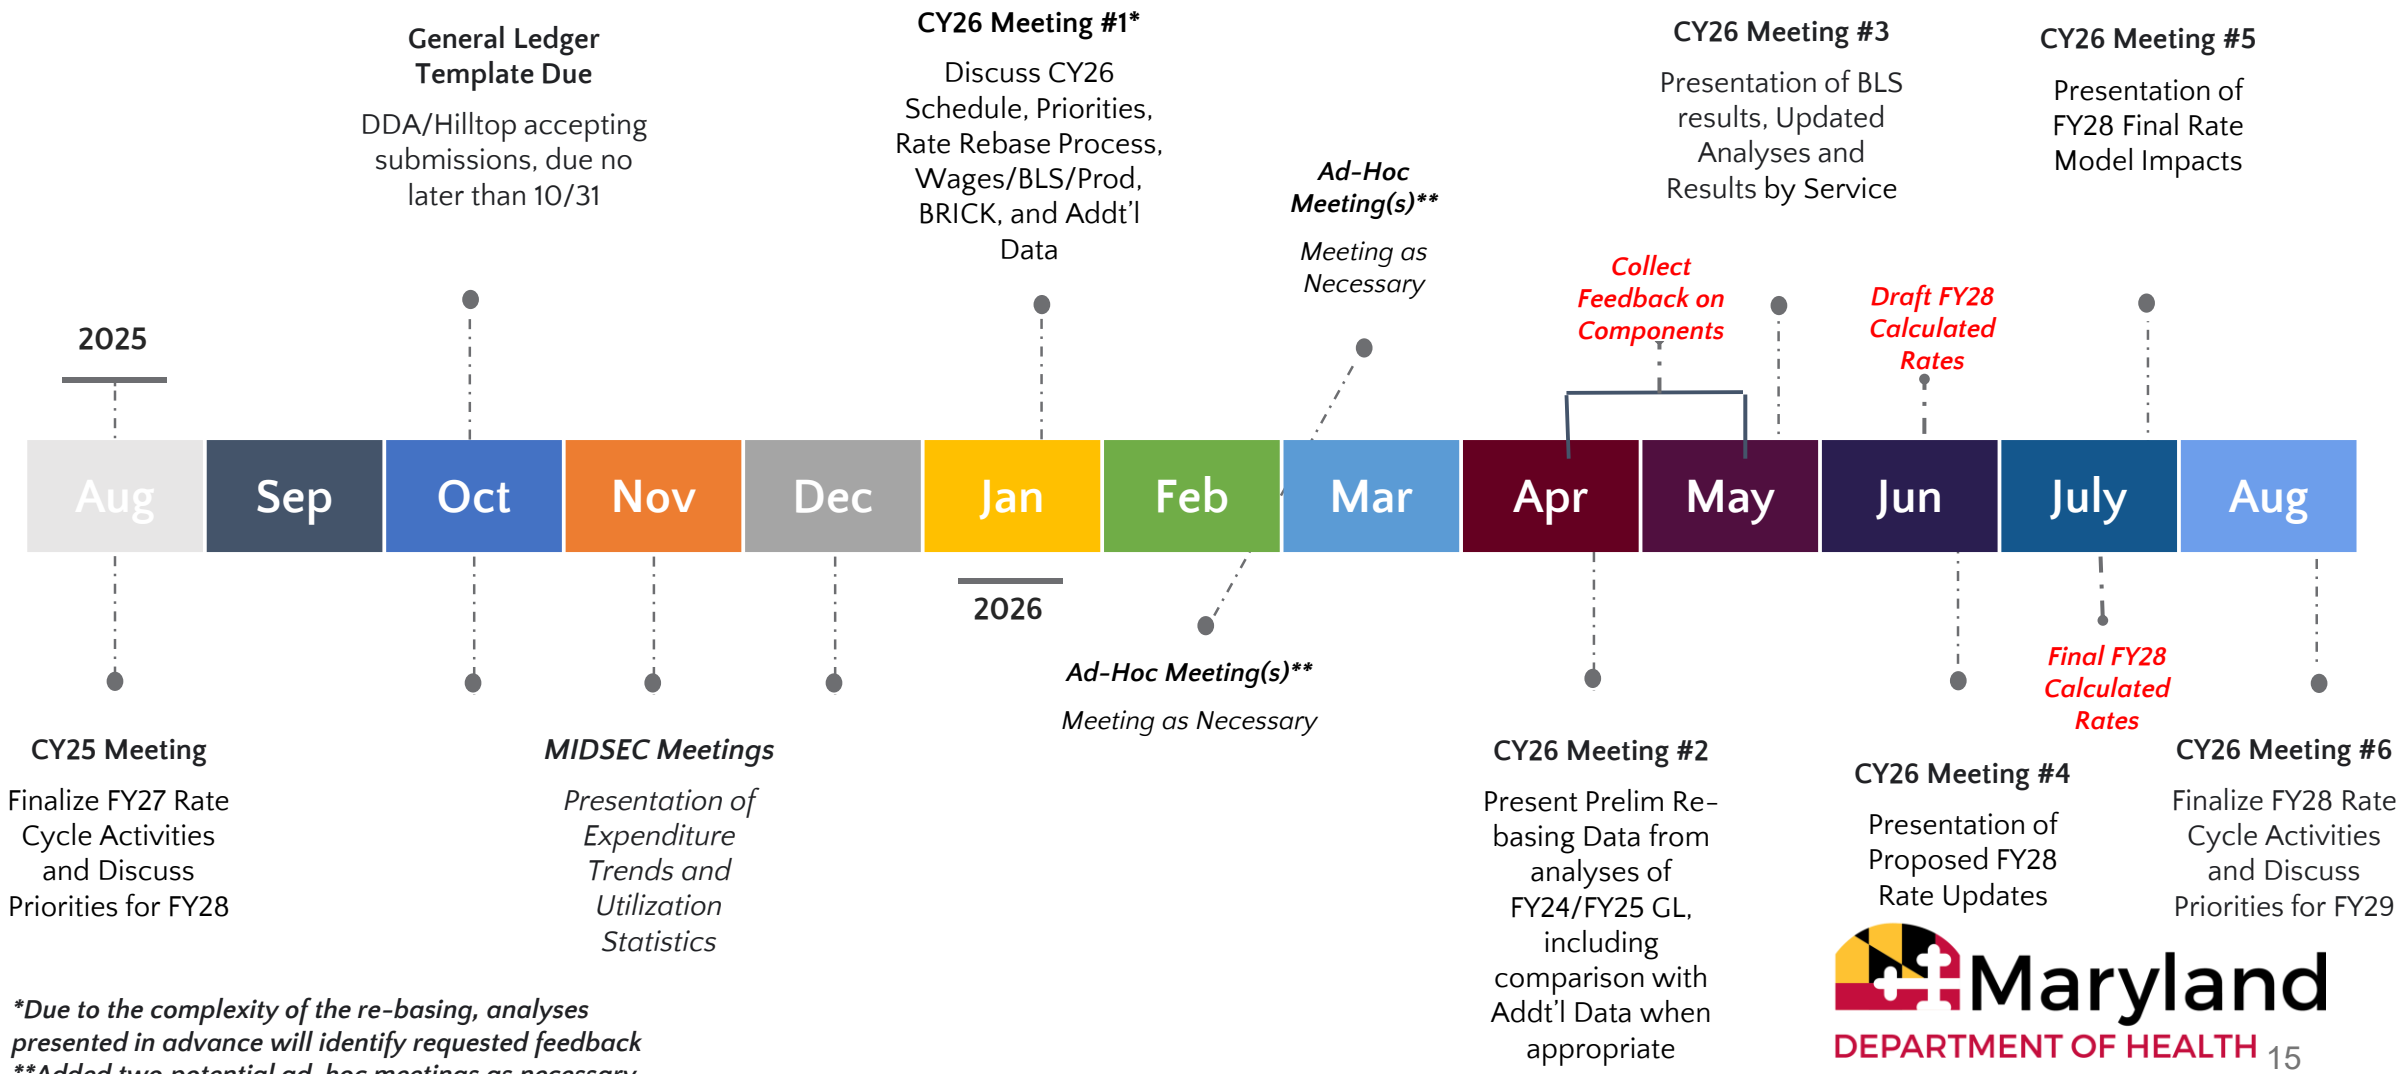 General Ledger
Template Due
DDA/Hilltop accepting
submissions, due no
later than 10/31
CY26 Meeting #1*
Discuss CY26
Schedule, Priorities,
Rate Rebase Process,
Wages/BLS/Prod,
BRICK, and Addt'l
Data
Ad-Hoc
Meeting(s)**
Meeting as
Necessary
CY26 Meeting #3
Presentation of BLS
results, Updated
Analyses and
Results by Service
CY26 Meeting #5
Presentation of
FY28 Final Rate
Model Impacts
Collect
Feedback on
Components
Draft FY28
Calculated
Rates
2025
Aug
Sep
Oct
Nov
Dec
Jan
Feb
Mar
Apr
May
Jun
July
Aug
2026
Ad-Hoc Meeting(s)**
Meeting as Necessary
Final FY28
Calculated
Rates
CY25 Meeting
Finalize FY27 Rate
Cycle Activities
and Discuss
Priorities for FY28
MIDSEC Meetings
Presentation of
Expenditure
Trends and
Utilization
Statistics
CY26 Meeting #2
Present Prelim Re-
basing Data from
analyses of
FY24/FY25 GL,
including
comparison with
Addt'l Data when
appropriate
CY26 Meeting #4
Presentation of
Proposed FY28
Rate Updates
CY26 Meeting #6
Finalize FY28 Rate
Cycle Activities
and Discuss
Priorities for FY29
*Due to the complexity of the re-basing, analyses
presented in advance will identify requested feedback
**Added two potential ad-hoc meetings as necessary
Maryland
DEPARTMENT OF HEALTH
15